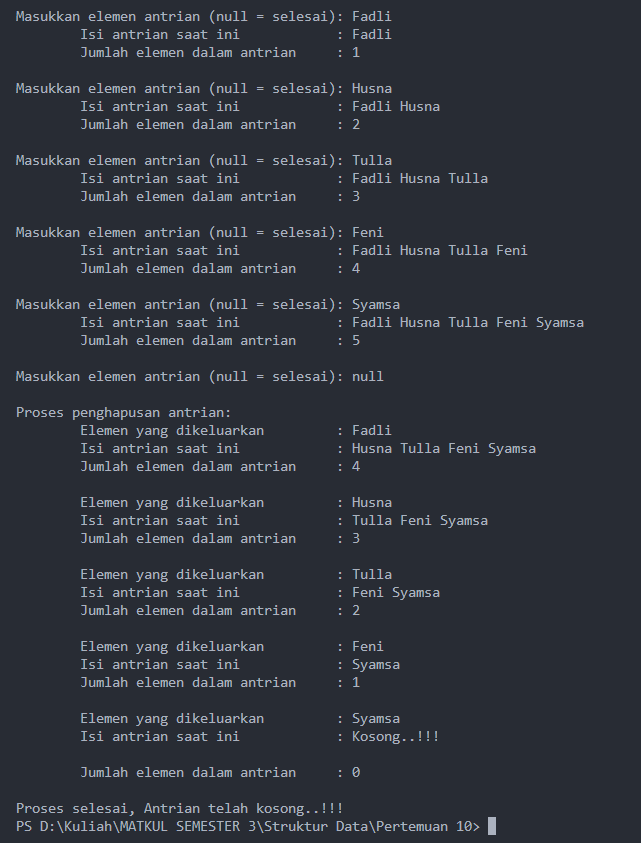 Masukkan elemen antrian (null = selesai): Fadli
Isi antrian saat ini : Fadli
Jumlah elemen dalam antrian : 1
Masukkan elemen antrian (null = selesai): Husna
Isi antrian saat ini : Fadli Husna
Jumlah elemen dalam antrian : 2
Masukkan elemen antrian (null = selesai): Tulla
Isi antrian saat ini : Fadli Husna Tulla
Jumlah elemen dalam antrian : 3
Masukkan elemen antrian (null = selesai): Feni
Isi antrian saat ini : Fadli Husna Tulla Feni
Jumlah elemen dalam antrian : 4
Masukkan elemen antrian (null = selesai): Syamsa
Isi antrian saat ini : Fadli Husna Tulla Feni Syamsa
Jumlah elemen dalam antrian : 5
Masukkan elemen antrian (null = selesai): null
Proses penghapusan antrian:
Elemen yang dikeluarkan : Fadli
Isi antrian saat ini : Husna Tulla Feni Syamsa
Jumlah elemen dalam antrian : 4
Elemen yang dikeluarkan : Husna
Isi antrian saat ini : Tulla Feni Syamsa
Jumlah elemen dalam antrian : 3
Elemen yang dikeluarkan : Tulla
Isi antrian saat ini : Feni Syamsa
Jumlah elemen dalam antrian : 2
Elemen yang dikeluarkan : Feni
Isi antrian saat ini : Syamsa
Jumlah elemen dalam antrian : 1
Elemen yang dikeluarkan : Syamsa
Isi antrian saat ini : Kosong..!!!
Jumlah elemen dalam antrian : 0
Proses selesai, Antrian telah kosong..!!!
PS D:\Kuliah\MATKUL SEMESTER 3\Struktur Data\Pertemuan 10>